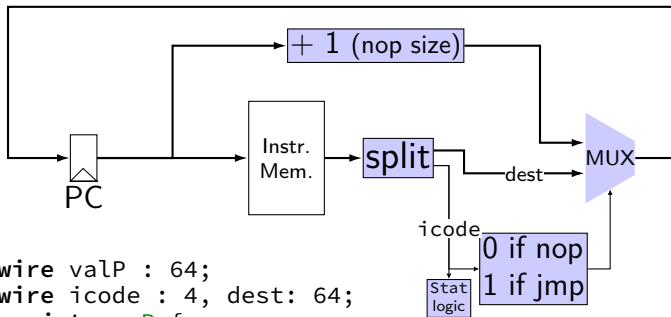 + 1 (nop size)
Instr.
Mem.
split
MUX
PC
dest
icode
0 if nop
1 if jmp
Stat
logic
wire valP : 64;
wire icode : 4, dest: 64;